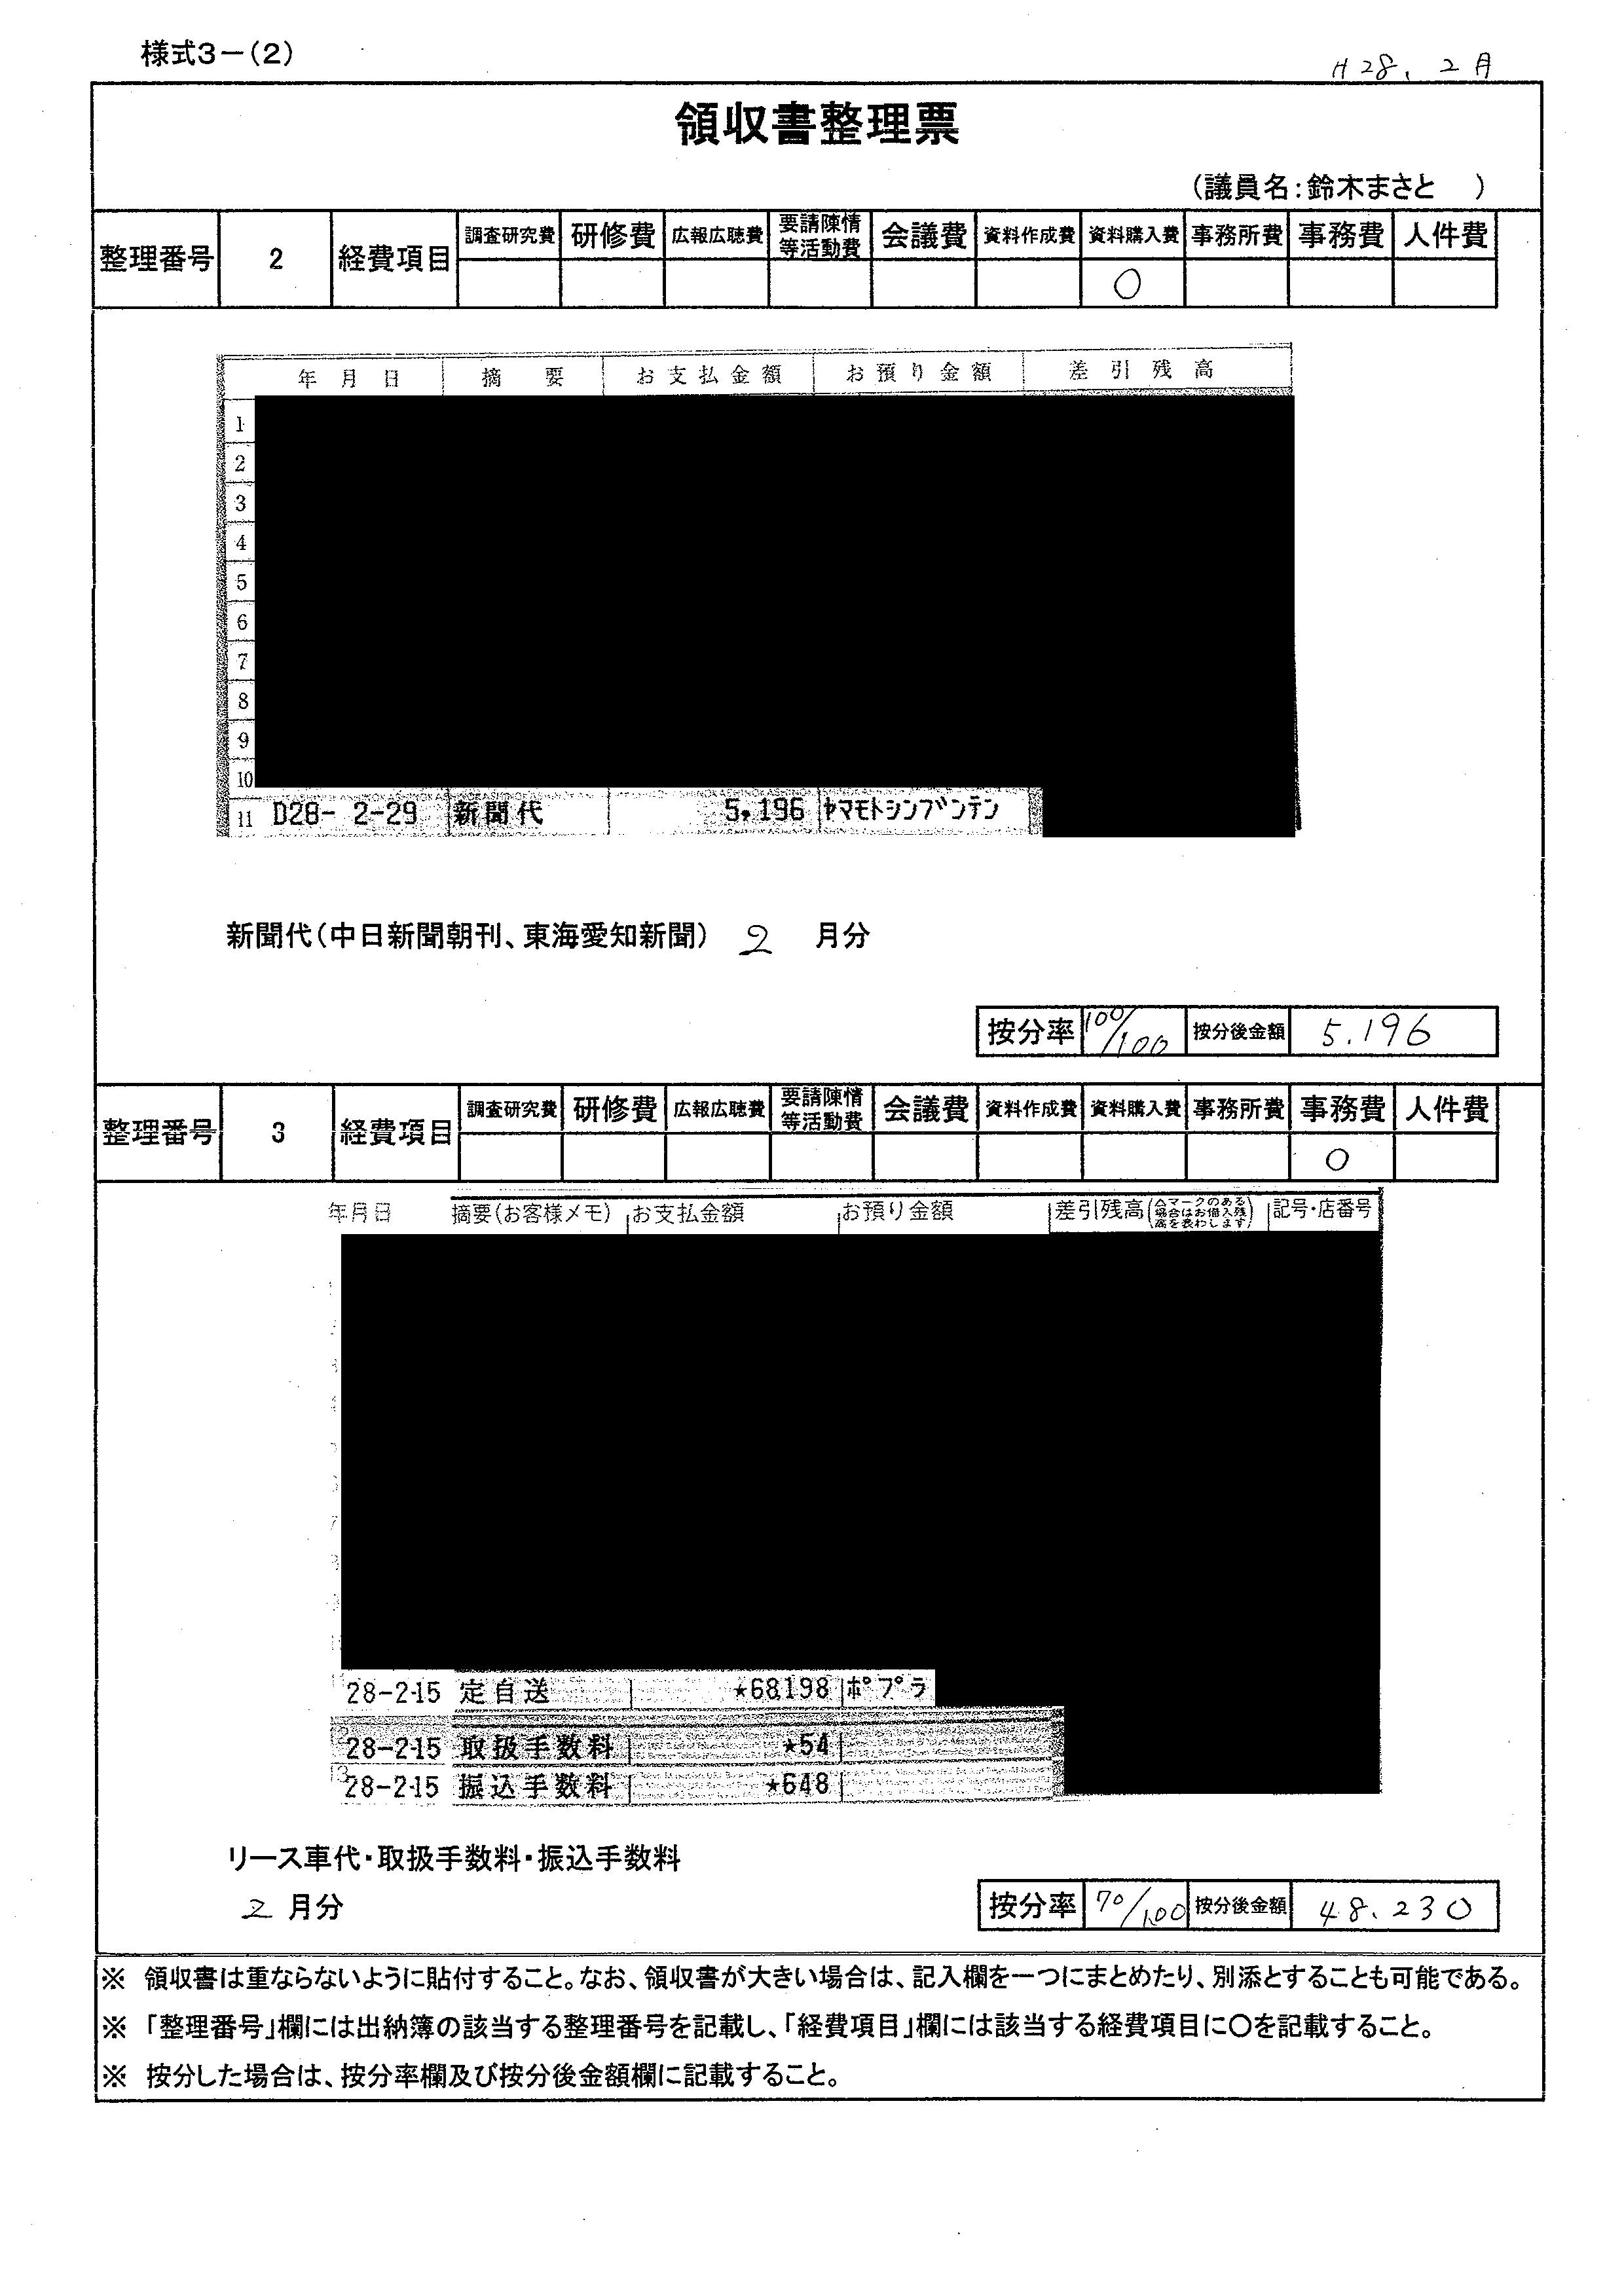 様式3－(2)
H28. 2月
領収書整理票
(議員名:鈴木まさと　)
整理番号 2 経費項目 調査研究費 研修費 広報広聴費 要請陳情等活動費 会議費 資料作成費 資料購入費 事務所費 事務費 人件費
○
年月日 摘要 お支払金額 お預り金額 差引残高
1
2
3
4
5
6
7
8
9
10
11 D28- 2-29 新聞代 5,196 ヤマモトシンブンテン
新聞代(中日新聞朝刊、東海愛知新聞) 2 月分
按分率 100/100 按分後金額 5.196
整理番号 3 経費項目 調査研究費 研修費 広報広聴費 要請陳情等活動費 会議費 資料作成費 資料購入費 事務所費 事務費 人件費
○
年月日 摘要(お客様メモ) お支払金額 お預り金額 差引残高 記号・店番号
28-2-15 定自送 ★68,198 ポプラ
28-2-15 取扱手数料 ★54
28-2-15 振込手数料 ★648
リース車代・取扱手数料・振込手数料
2 月分
按分率 70/100 按分後金額 48.230
※ 領収書は重ならないように貼付すること。なお、領収書が大きい場合は、記入欄を一つにまとめたり、別添とすることも可能である。
※ 「整理番号」欄には出納簿の該当する整理番号を記載し、「経費項目」欄には該当する経費項目に○を記載すること。
※ 按分した場合は、按分率欄及び按分後金額欄に記載すること。